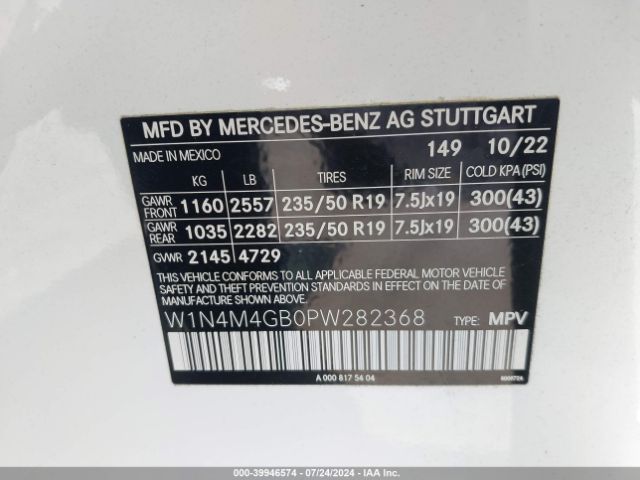 MFD BY MERCEDES-BENZ AG STUTTGART
MADE IN MEXICO 149 10/22
KG LB TIRES RIM SIZE COLD KPA (PSI)
GAWR FRONT 1160 2557 235/50 R19 7.5Jx19 300(43)
GAWR REAR 1035 2282 235/50 R19 7.5Jx19 300(43)
GVWR 2145 4729
THIS VEHICLE CONFORMS TO ALL APPLICABLE FEDERAL MOTOR VEHICLE
SAFETY AND THEFT PREVENTION STANDARDS IN EFFECT ON THE DATE
OF MANUFACTURE SHOWN ABOVE.
W1N4M4GB0PW282368 TYPE: MPV
A 000 817 54 04
000-39946574 - 07/24/2024 - IAA Inc.